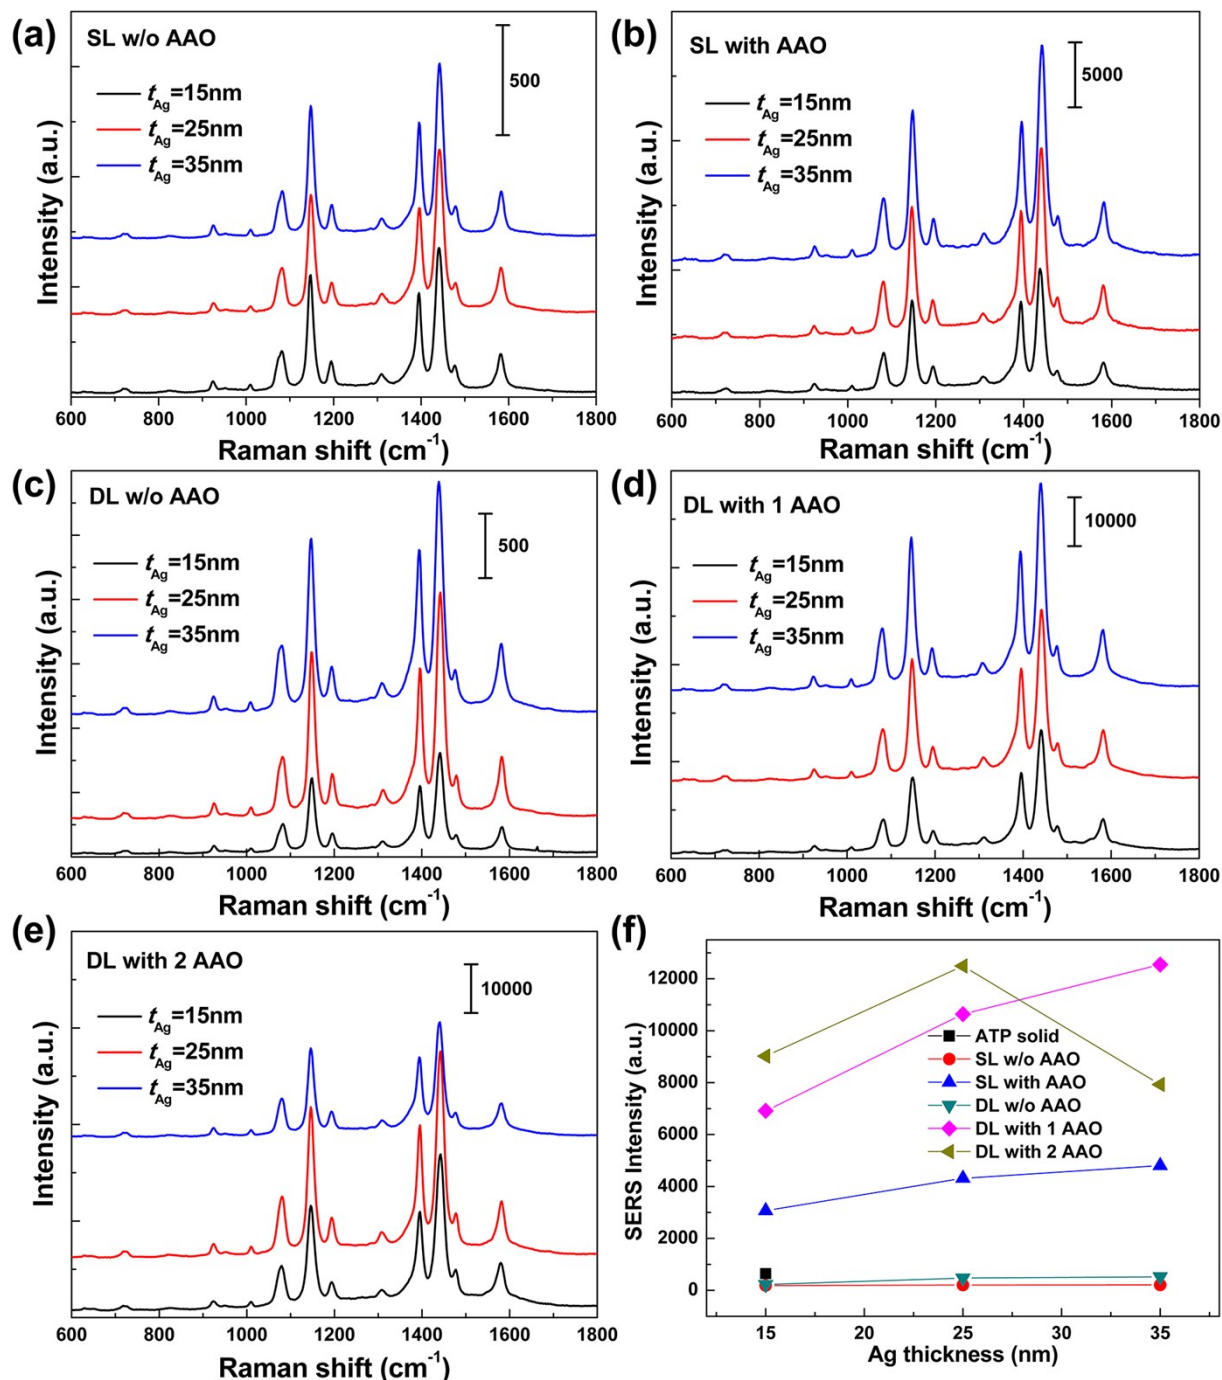 (a)
SL w/o AAO
500
tAg=15nm
tAg=25nm
tAg=35nm
Intensity (a.u.)
600 800 1000 1200 1400 1600 1800
Raman shift (cm-1)
(b)
SL with AAO
5000
tAg=15nm
tAg=25nm
tAg=35nm
Intensity (a.u.)
600 800 1000 1200 1400 1600 1800
Raman shift (cm-1)
(c)
DL w/o AAO
500
tAg=15nm
tAg=25nm
tAg=35nm
Intensity (a.u.)
600 800 1000 1200 1400 1600 1800
Raman shift (cm-1)
(d)
DL with 1 AAO
10000
tAg=15nm
tAg=25nm
tAg=35nm
Intensity (a.u.)
600 800 1000 1200 1400 1600 1800
Raman shift (cm-1)
(e)
DL with 2 AAO
10000
tAg=15nm
tAg=25nm
tAg=35nm
Intensity (a.u.)
600 800 1000 1200 1400 1600 1800
Raman shift (cm-1)
(f)
12000
10000
8000
6000
4000
2000
0
SERS Intensity (a.u.)
ATP solid
SL w/o AAO
SL with AAO
DL w/o AAO
DL with 1 AAO
DL with 2 AAO
15 20 25 30 35
Ag thickness (nm)